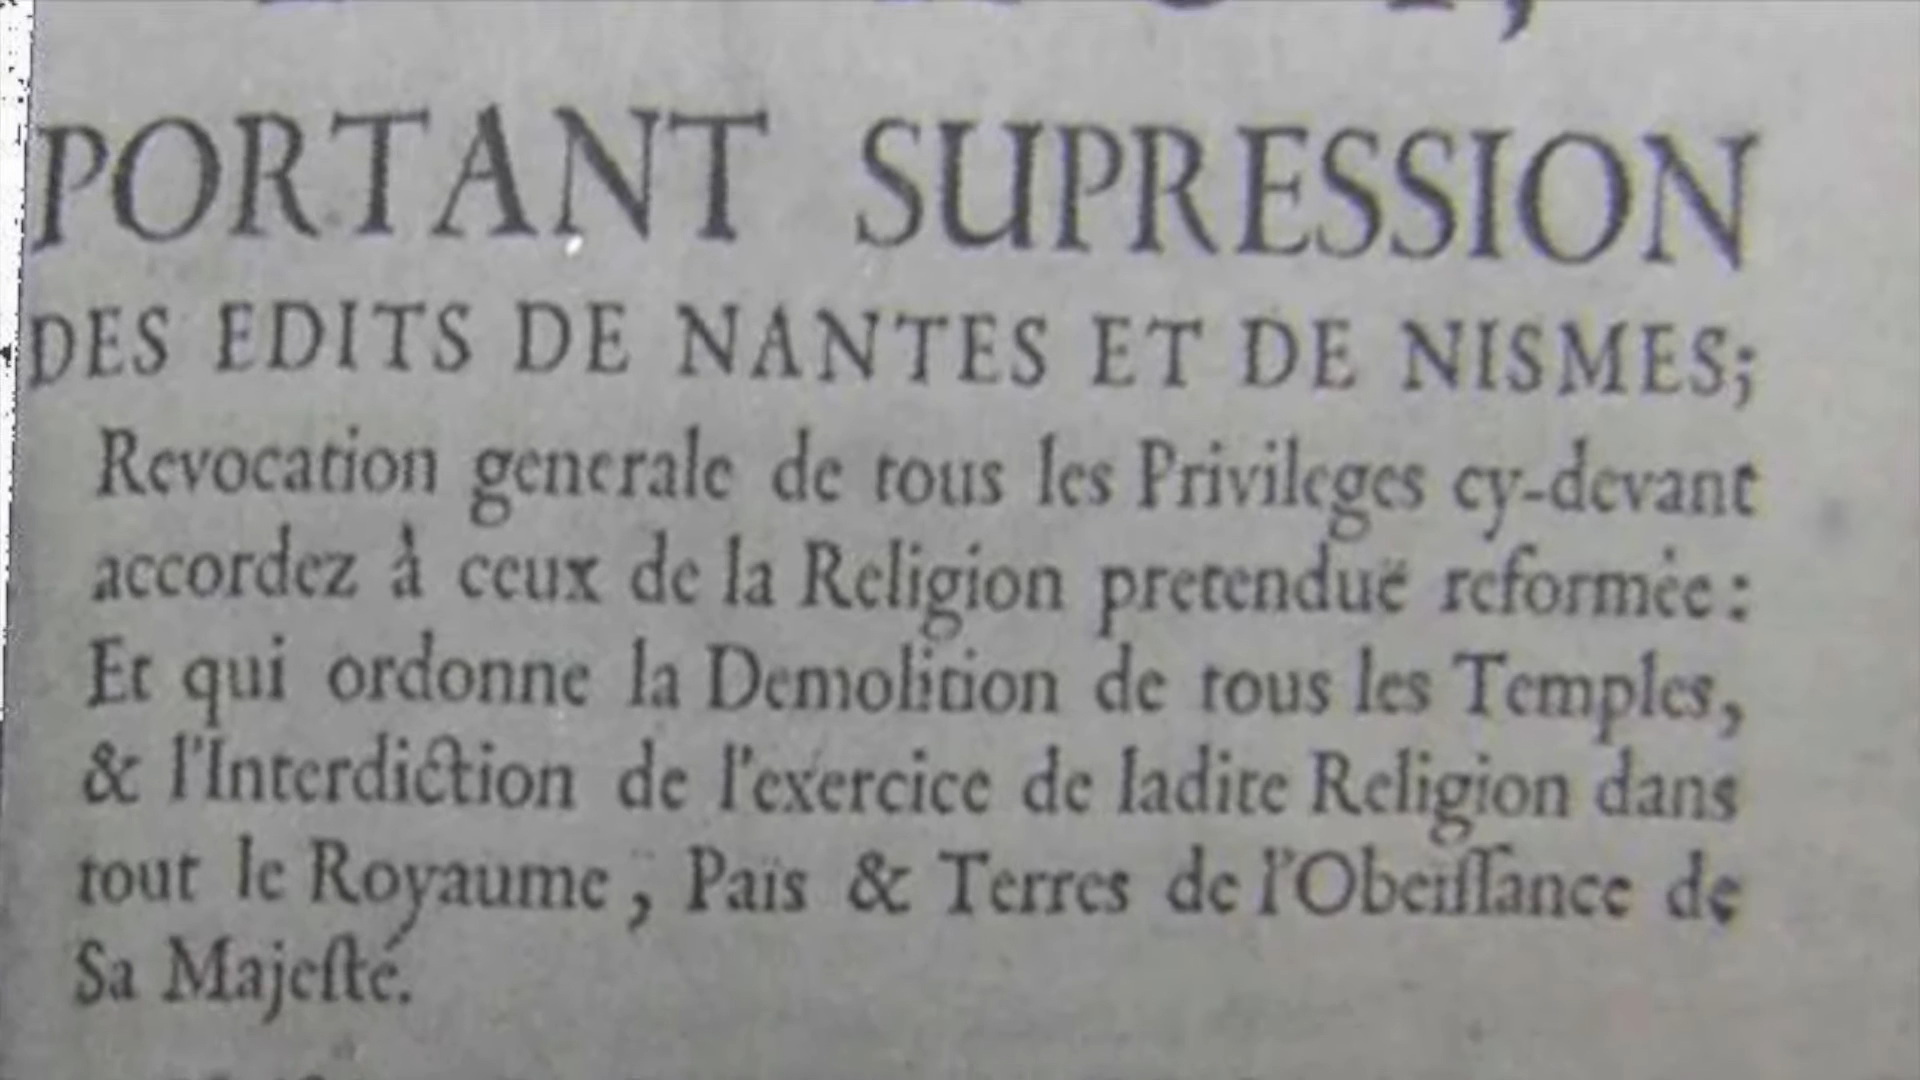 PORTANT SUPRESSION
DES EDITS DE NANTES ET DE NISMES;
Revocation generale de tous les Privileges cy-devant
accordez à ceux de la Religion pretenduë reformée:
Et qui ordonne la Demolition de tous les Temples,
& l'Interdiction de l'exercice de ladite Religion dans
tout le Royaume, Païs & Terres de l'Obeïſſance de
Sa Majeſté.